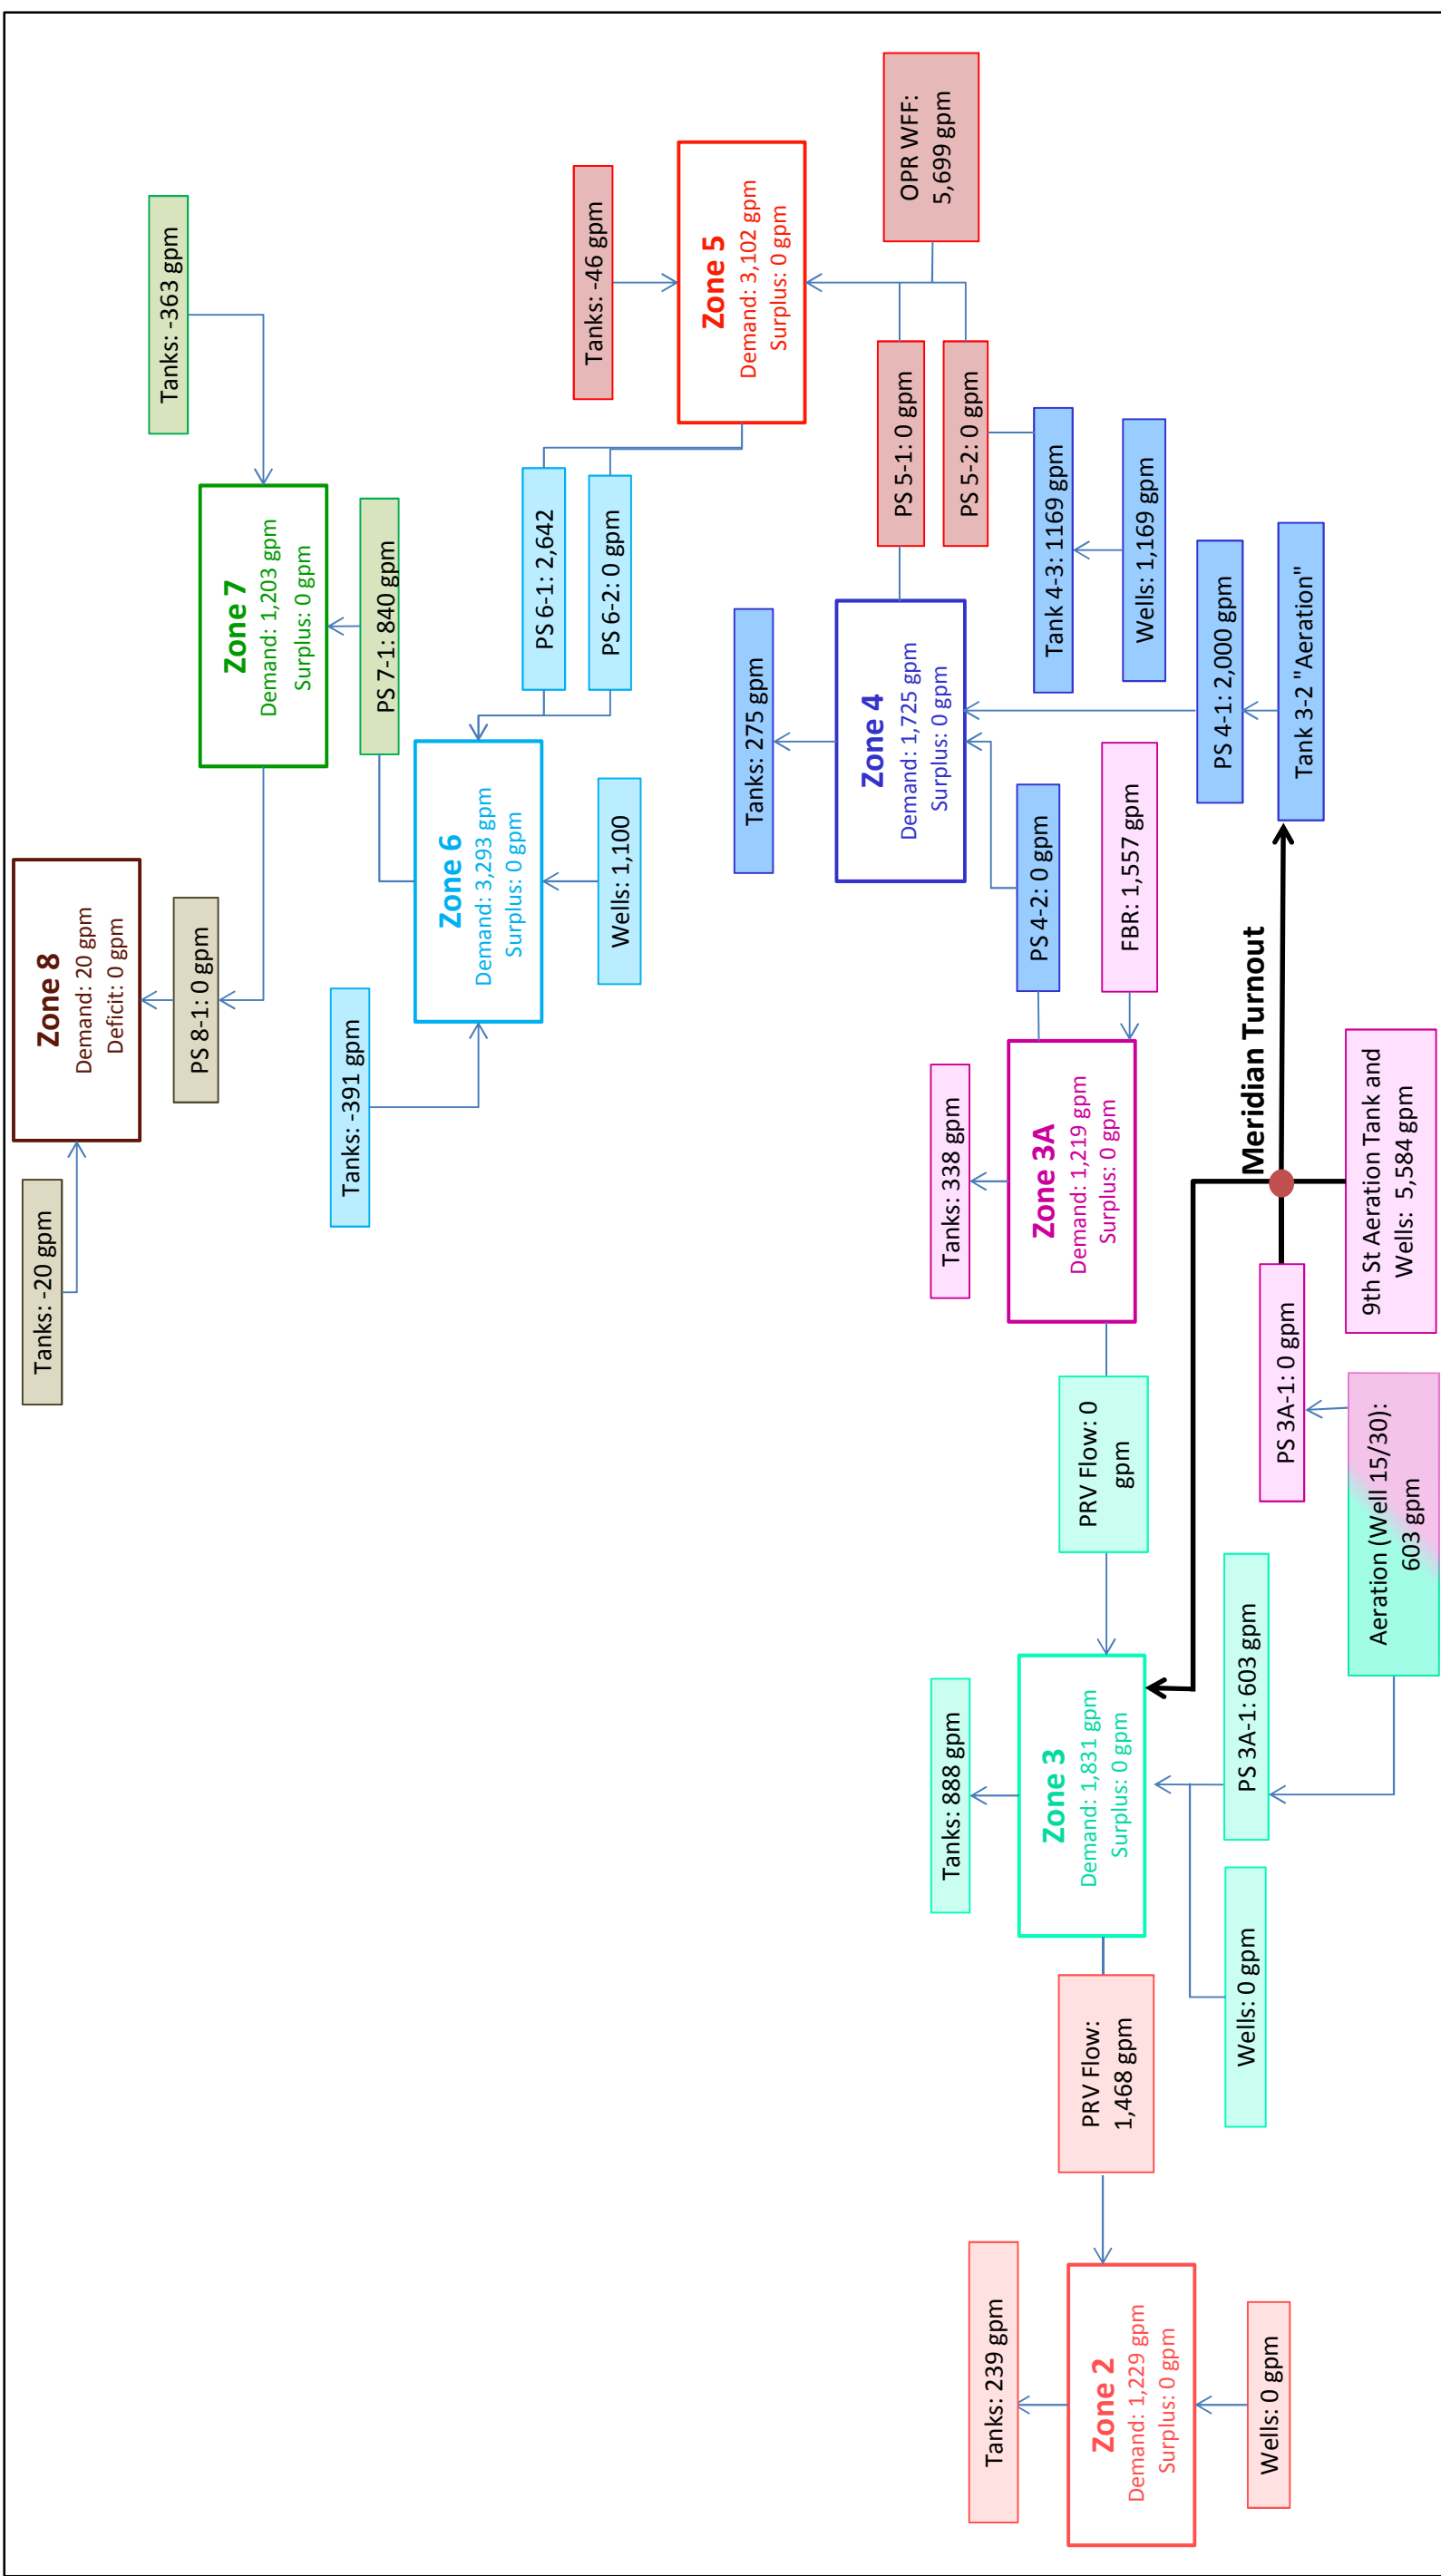 Zone 8
Demand: 20 gpm
Deficit: 0 gpm
Tanks: -20 gpm
PS 8-1: 0 gpm
Tanks: -363 gpm
Zone 7
Demand: 1,203 gpm
Surplus: 0 gpm
PS 7-1: 840 gpm
Tanks: -391 gpm
Zone 6
Demand: 3,293 gpm
Surplus: 0 gpm
Wells: 1,100
PS 6-1: 2,642
PS 6-2: 0 gpm
Tanks: -46 gpm
Zone 5
Demand: 3,102 gpm
Surplus: 0 gpm
OPR WFF:
5,699 gpm
PS 5-1: 0 gpm
PS 5-2: 0 gpm
Tank 4-3: 1169 gpm
Wells: 1,169 gpm
Tanks: 275 gpm
Zone 4
Demand: 1,725 gpm
Surplus: 0 gpm
PS 4-2: 0 gpm
PS 4-1: 2,000 gpm
Tank 3-2 "Aeration"
FBR: 1,557 gpm
Tanks: 338 gpm
Zone 3A
Demand: 1,219 gpm
Surplus: 0 gpm
Meridian Turnout
9th St Aeration Tank and
Wells: 5,584 gpm
PS 3A-1: 0 gpm
Aeration (Well 15/30):
603 gpm
PRV Flow: 0
gpm
Tanks: 888 gpm
Zone 3
Demand: 1,831 gpm
Surplus: 0 gpm
PS 3A-1: 603 gpm
Wells: 0 gpm
PRV Flow:
1,468 gpm
Tanks: 239 gpm
Zone 2
Demand: 1,229 gpm
Surplus: 0 gpm
Wells: 0 gpm